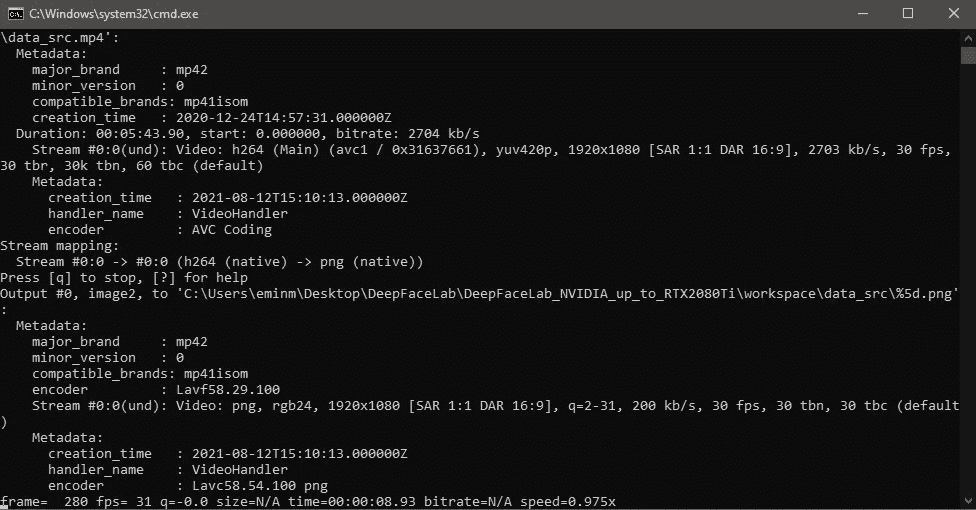 C:\Windows\system32\cmd.exe
\data_src.mp4':
  Metadata:
    major_brand     : mp42
    minor_version   : 0
    compatible_brands: mp41isom
    creation_time   : 2020-12-24T14:57:31.000000Z
  Duration: 00:05:43.90, start: 0.000000, bitrate: 2704 kb/s
    Stream #0:0(und): Video: h264 (Main) (avc1 / 0x31637661), yuv420p, 1920x1080 [SAR 1:1 DAR 16:9], 2703 kb/s, 30 fps,
30 tbr, 30k tbn, 60 tbc (default)
    Metadata:
      creation_time   : 2021-08-12T15:10:13.000000Z
      handler_name    : VideoHandler
      encoder         : AVC Coding
Stream mapping:
  Stream #0:0 -> #0:0 (h264 (native) -> png (native))
Press [q] to stop, [?] for help
Output #0, image2, to 'C:\Users\eminm\Desktop\DeepFaceLab\DeepFaceLab_NVIDIA_up_to_RTX2080Ti\workspace\data_src\%5d.png'
:
  Metadata:
    major_brand     : mp42
    minor_version   : 0
    compatible_brands: mp41isom
    encoder         : Lavf58.29.100
    Stream #0:0(und): Video: png, rgb24, 1920x1080 [SAR 1:1 DAR 16:9], q=2-31, 200 kb/s, 30 fps, 30 tbn, 30 tbc (default
)
    Metadata:
      creation_time   : 2021-08-12T15:10:13.000000Z
      handler_name    : VideoHandler
      encoder         : Lavc58.54.100 png
frame=  280 fps= 31 q=-0.0 size=N/A time=00:00:08.93 bitrate=N/A speed=0.975x